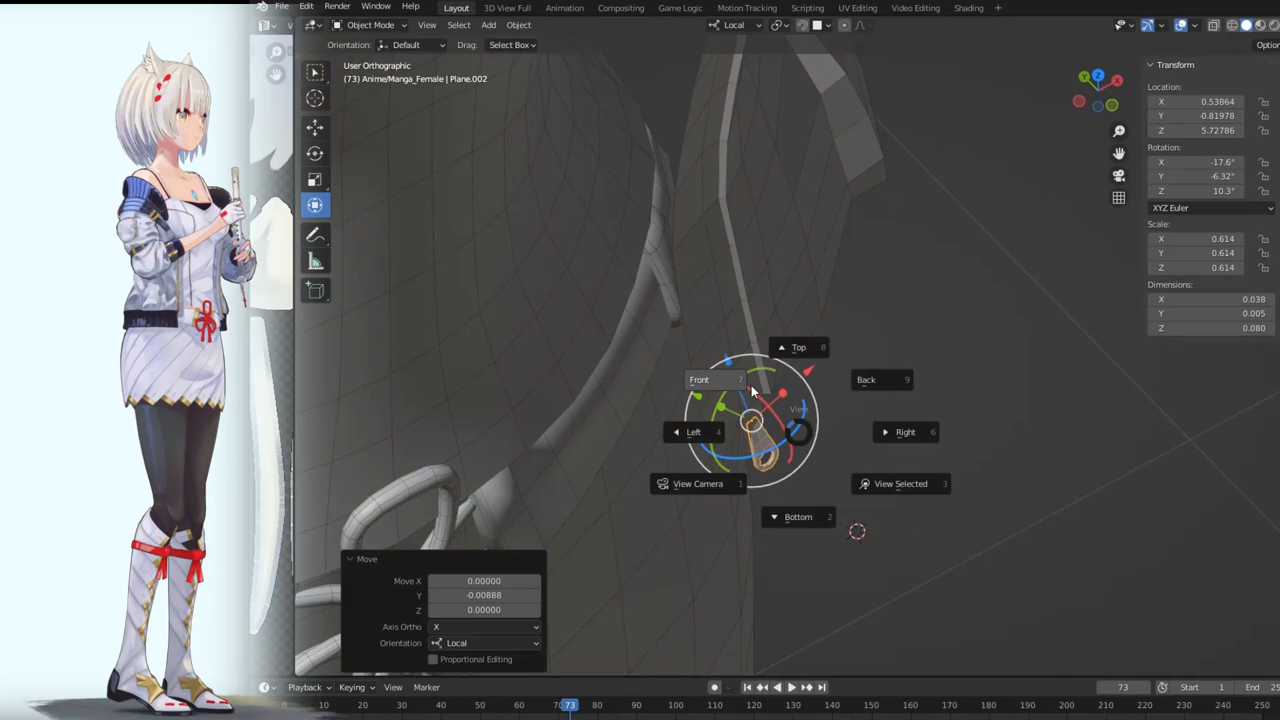 File Edit Render Window Help Layout 3D View Full Animation Compositing Game Logic Motion Tracking Scripting UV Editing Video Editing Shading +
Object Mode View Select Add Object Local
Orientation: Default Drag: Select Box Optio
User Orthographic
(73) Anime/Manga_Female | Plane.002
Z
Y
X
Transform
Location:
X 0.53864
Y -0.81978
Z 5.72786
Rotation:
X -17.6°
Y -6.32°
Z 10.3°
XYZ Euler
Scale:
X 0.614
Y 0.614
Z 0.614
Dimensions:
X 0.038
Y 0.005
Z 0.080
Top 8
Front 7
Back 9
View
Left 4
Right 6
View Camera 1
View Selected 3
Bottom 2
Move
Move X 0.00000
Y -0.00888
Z 0.00000
Axis Ortho X
Orientation Local
Proportional Editing
Playback Keying View Marker 73 Start 1 End 25
0 10 20 30 40 50 60 70 73 80 90 100 110 120 130 140 150 160 170 180 190 200 210 220 230 240 250